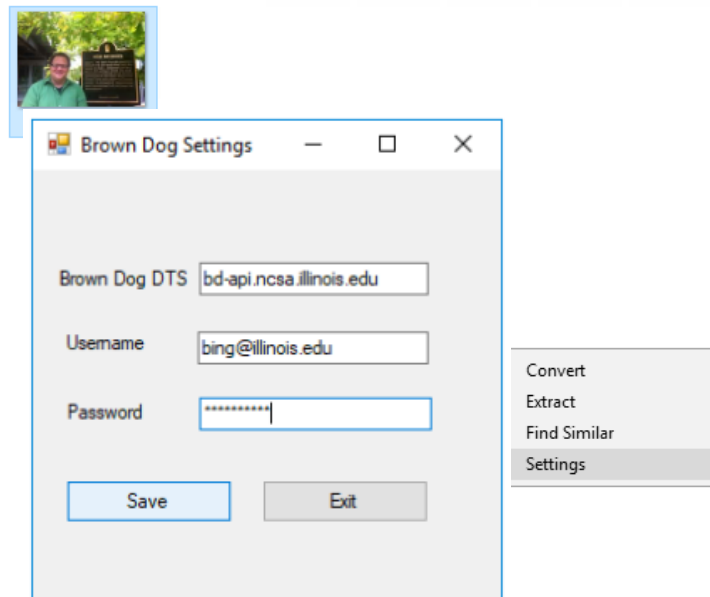 Brown Dog Settings
Brown Dog DTS bd-api.ncsa.illinois.edu
Username bing@illinois.edu
Password **********
Save Exit
Convert
Extract
Find Similar
Settings